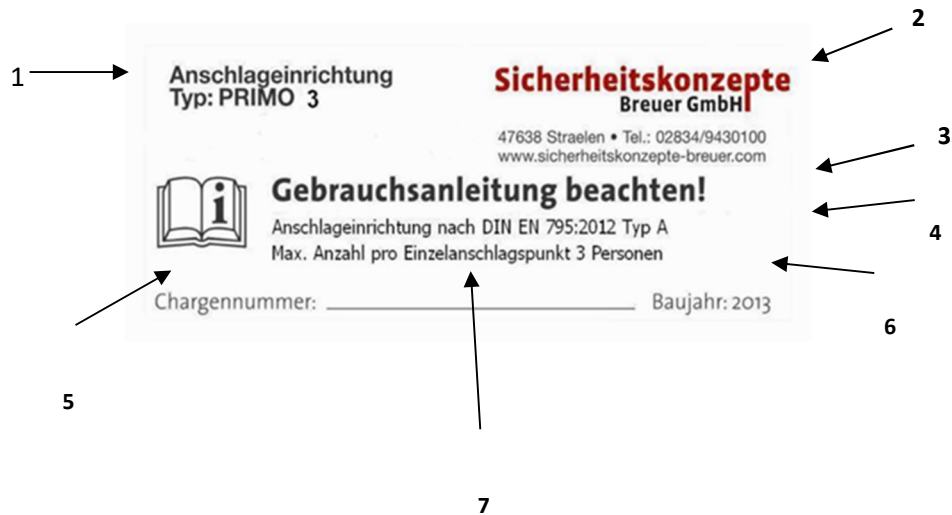 2
1
Anschlageinrichtung
Typ: PRIMO 3
Sicherheitskonzepte
Breuer GmbH
47638 Straelen • Tel.: 02834/9430100
www.sicherheitskonzepte-breuer.com
3
i
Gebrauchsanleitung beachten!
Anschlageinrichtung nach DIN EN 795:2012 Typ A
Max. Anzahl pro Einzelanschlagspunkt 3 Personen
4
Chargennummer: Baujahr: 2013
6
5
7